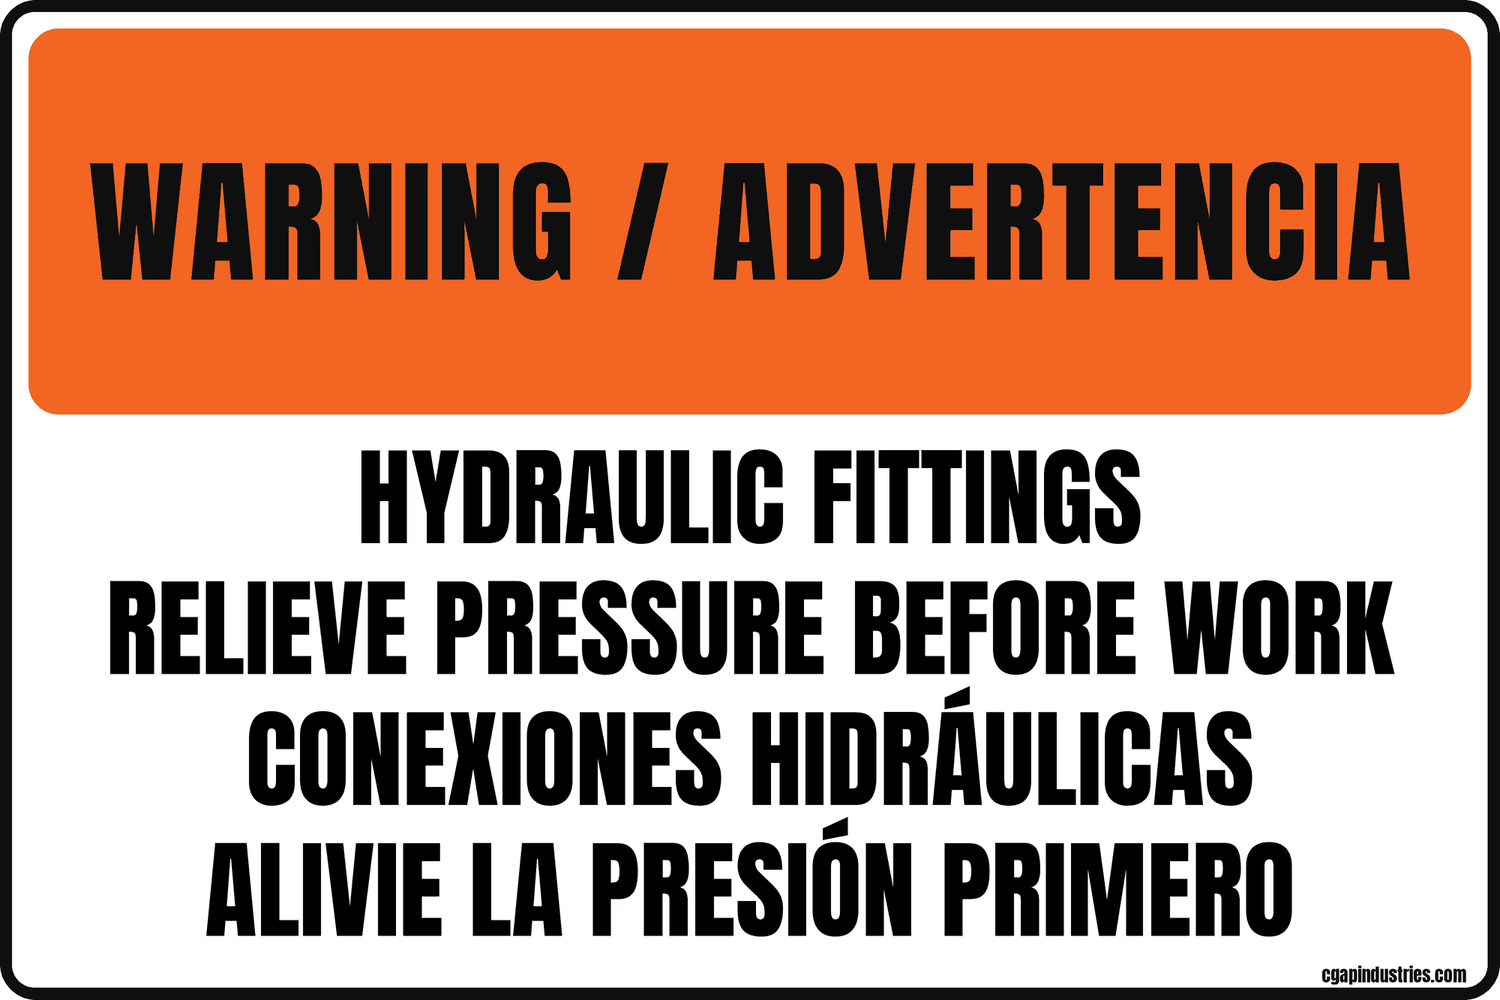 WARNING / ADVERTENCIA
HYDRAULIC FITTINGS
RELIEVE PRESSURE BEFORE WORK
CONEXIONES HIDRÁULICAS
ALIVIE LA PRESIÓN PRIMERO
cgapindustries.com